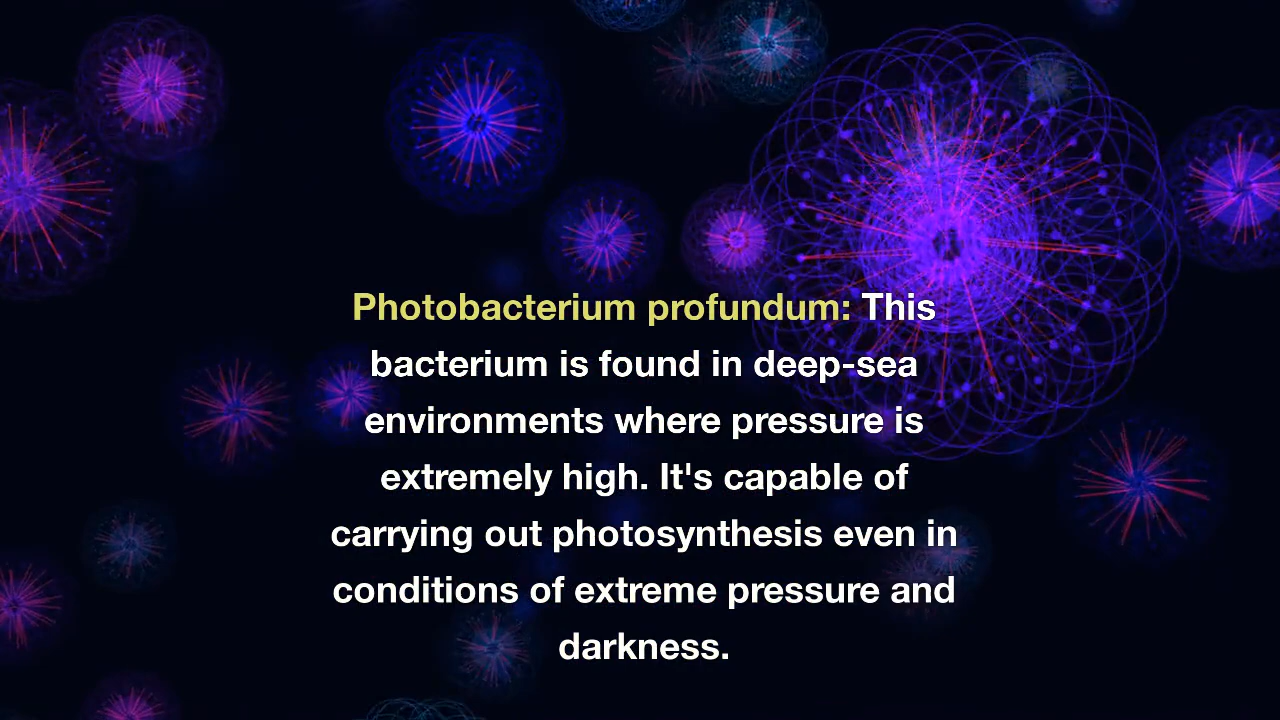 Photobacterium profundum: This
bacterium is found in deep-sea
environments where pressure is
extremely high. It's capable of
carrying out photosynthesis even in
conditions of extreme pressure and
darkness.